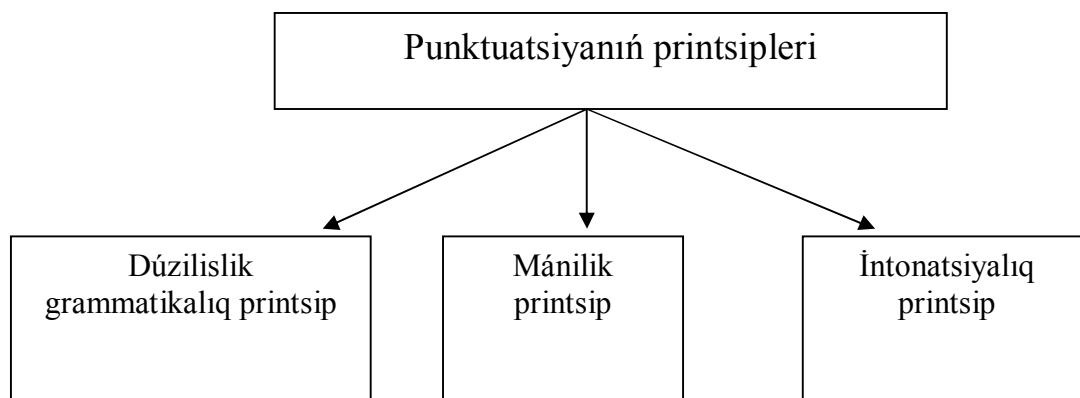 Punktuatsiyanıń printsipleri
Dúzilislik
grammatikalıq printsip
Mánilik
printsip
İntonatsiyalıq
printsip